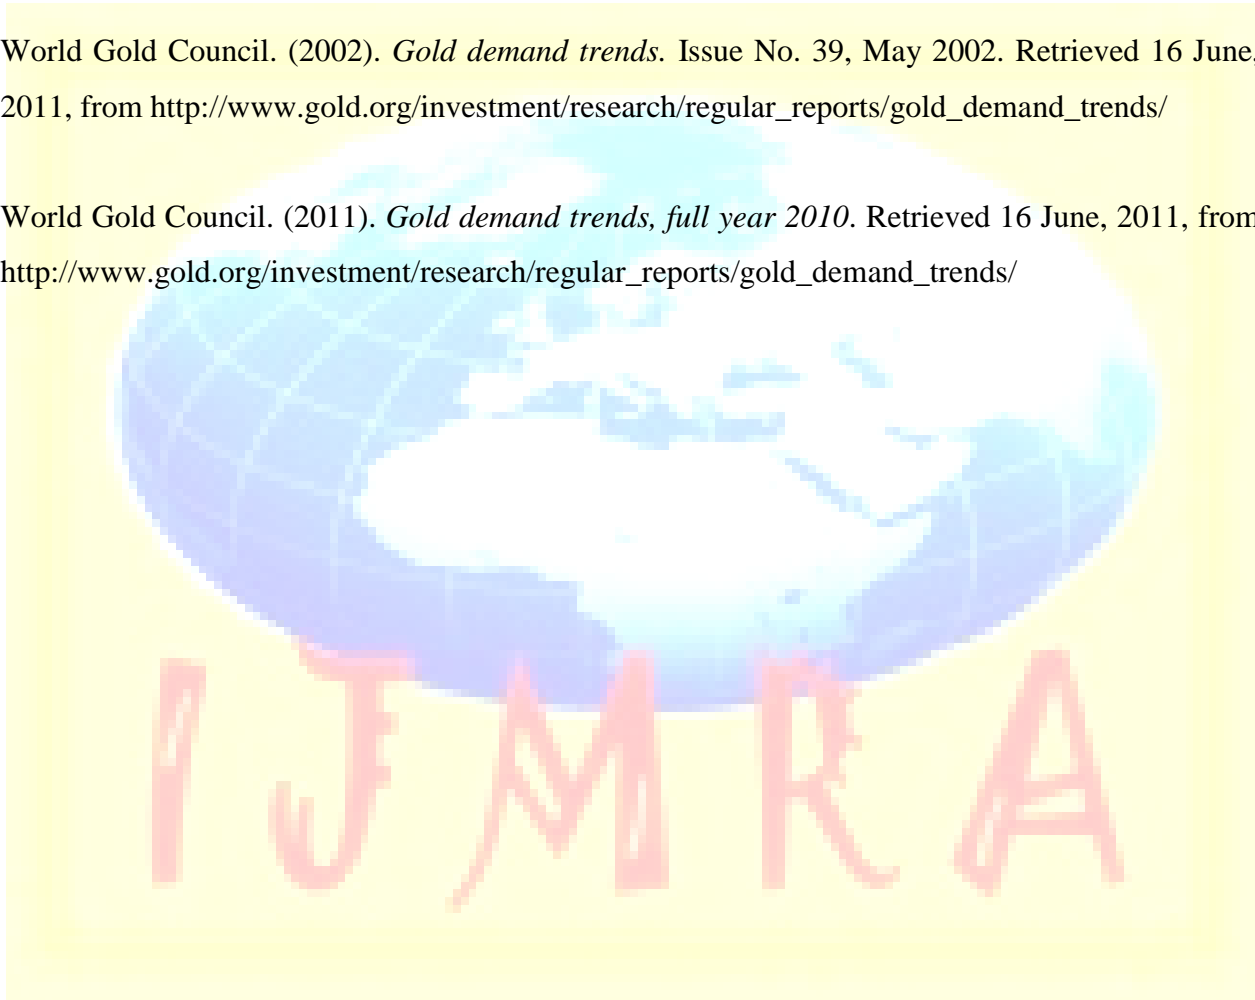 World Gold Council. (2002). Gold demand trends. Issue No. 39, May 2002. Retrieved 16 June,
2011, from http://www.gold.org/investment/research/regular_reports/gold_demand_trends/
World Gold Council. (2011). Gold demand trends, full year 2010. Retrieved 16 June, 2011, from
http://www.gold.org/investment/research/regular_reports/gold_demand_trends/
IJMRA